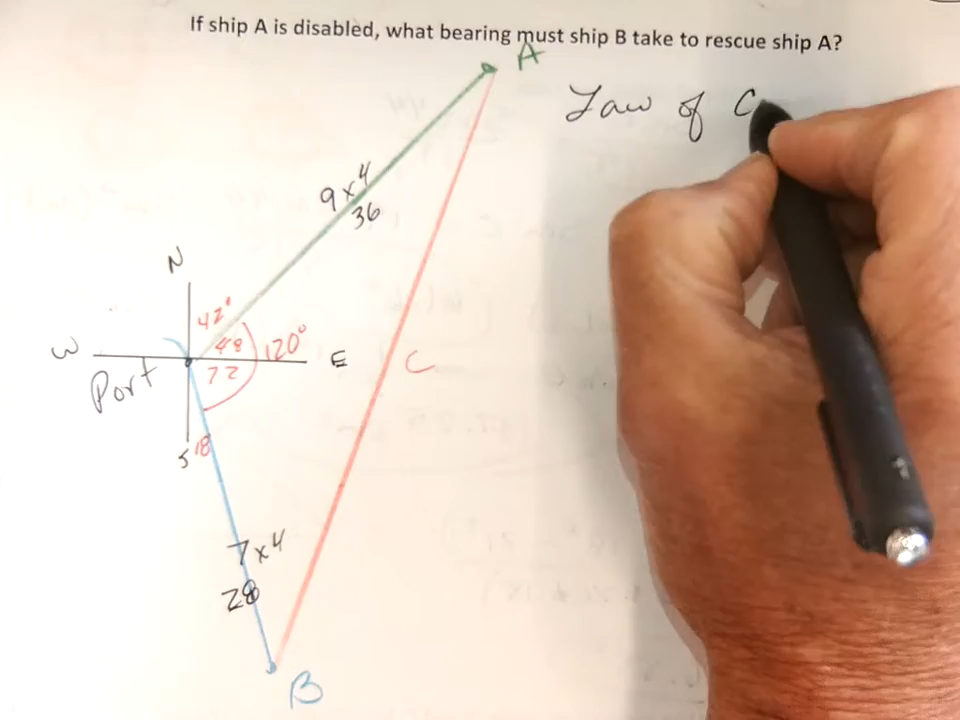 If ship A is disabled, what bearing must ship B take to rescue ship A?
A
Law of C
9x4
36
N
42°
W
48
120°
E
C
Port
72
S
18
7x4
28
B